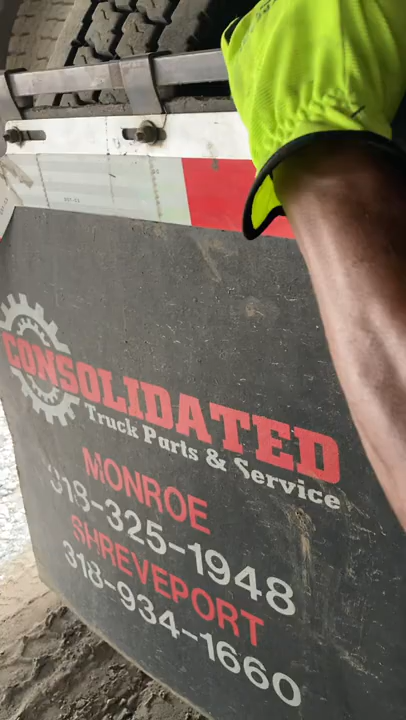 CONSOLIDATED
Truck Parts & Service
MONROE
318-325-1948
SHREVEPORT
318-934-1660